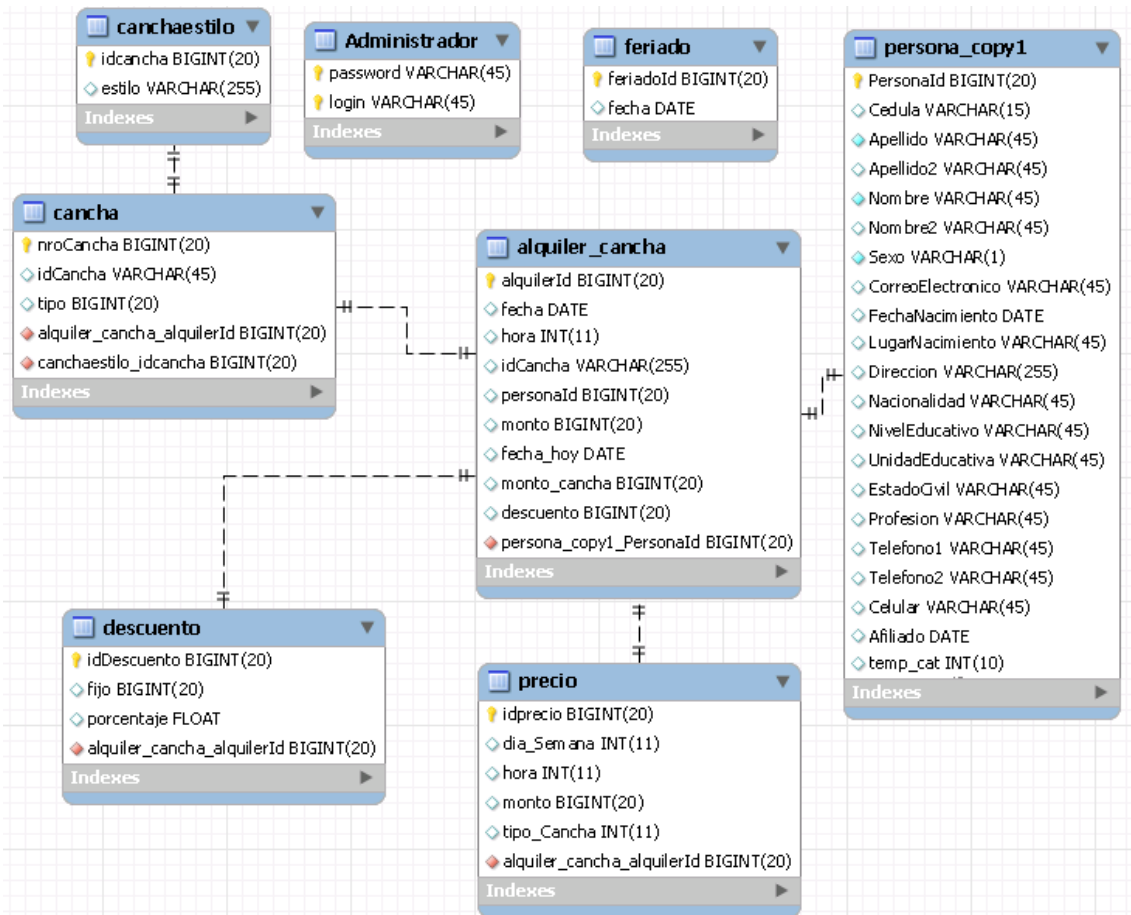 canchaestilo
idcancha BIGINT(20)
estilo VARCHAR(255)
Indexes
Administrador
password VARCHAR(45)
login VARCHAR(45)
Indexes
feriado
feriadoId BIGINT(20)
fecha DATE
Indexes
persona_copy1
PersonaId BIGINT(20)
Cedula VARCHAR(15)
Apellido VARCHAR(45)
Apellido2 VARCHAR(45)
Nombre VARCHAR(45)
Nombre2 VARCHAR(45)
Sexo VARCHAR(1)
CorreoElectronico VARCHAR(45)
FechaNacimiento DATE
LugarNacimiento VARCHAR(45)
Direccion VARCHAR(255)
Nacionalidad VARCHAR(45)
NivelEducativo VARCHAR(45)
UnidadEducativa VARCHAR(45)
EstadoCivil VARCHAR(45)
Profesion VARCHAR(45)
Telefono1 VARCHAR(45)
Telefono2 VARCHAR(45)
Celular VARCHAR(45)
Afiliado DATE
temp_cat INT(10)
Indexes
cancha
nroCancha BIGINT(20)
idCancha VARCHAR(45)
tipo BIGINT(20)
alquiler_cancha_alquilerId BIGINT(20)
canchaestilo_idcancha BIGINT(20)
Indexes
alquiler_cancha
alquilerId BIGINT(20)
fecha DATE
hora INT(11)
idCancha VARCHAR(255)
personaId BIGINT(20)
monto BIGINT(20)
fecha_hoy DATE
monto_cancha BIGINT(20)
descuento BIGINT(20)
persona_copy1_PersonaId BIGINT(20)
Indexes
descuento
idDescuento BIGINT(20)
fijo BIGINT(20)
porcentaje FLOAT
alquiler_cancha_alquilerId BIGINT(20)
Indexes
precio
idprecio BIGINT(20)
dia_Semana INT(11)
hora INT(11)
monto BIGINT(20)
tipo_Cancha INT(11)
alquiler_cancha_alquilerId BIGINT(20)
Indexes